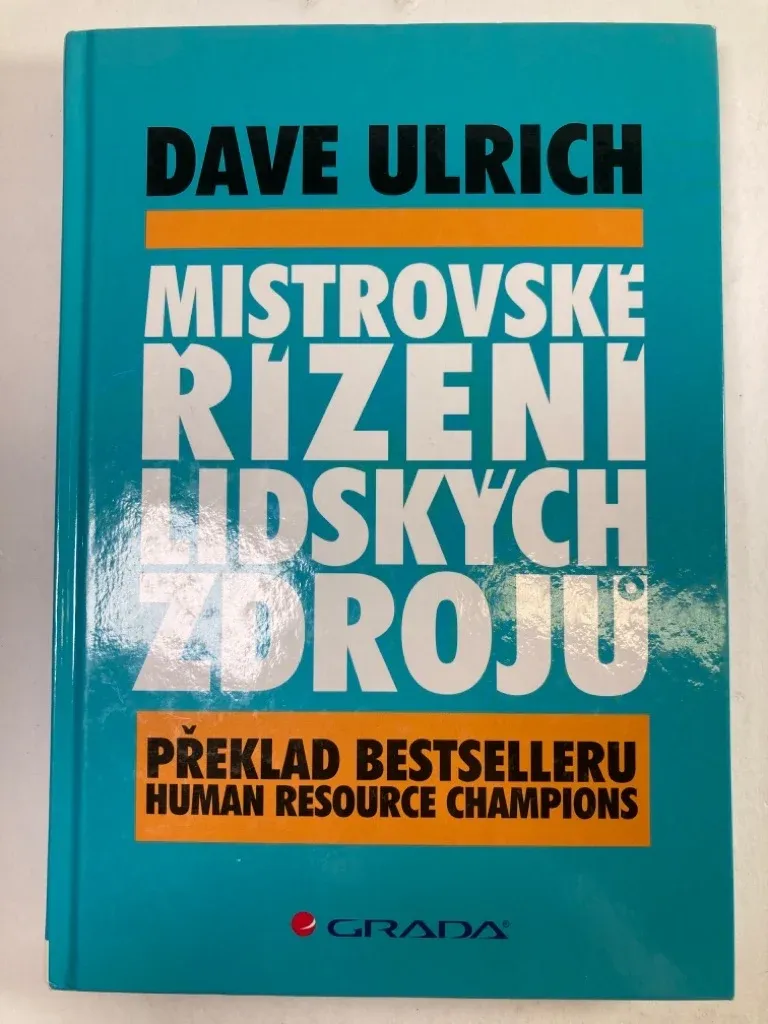 DAVE ULRICH
MISTROVSKÉ
ŘÍZENÍ
LIDSKÝCH
ZDROJŮ
PŘEKLAD BESTSELLERU
HUMAN RESOURCE CHAMPIONS
GRADA®